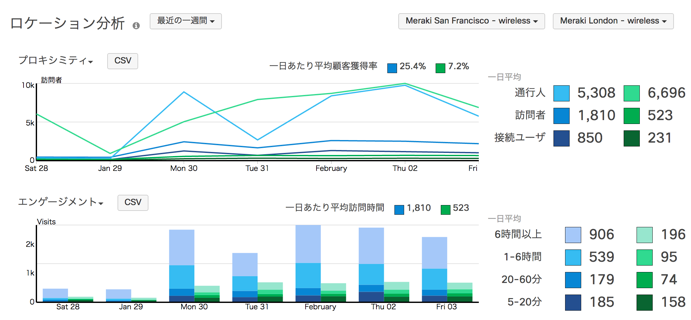 ロケーション分析 最近の一週間 Meraki San Francisco - wireless Meraki London - wireless
プロキシミティ CSV
一日あたり平均顧客獲得率 25.4% 7.2%
訪問者
10k
5k
0
Sat 28 Jan 29 Mon 30 Tue 31 February Thu 02 Fri
一日平均
通行人 5,308 6,696
訪問者 1,810 523
接続ユーザ 850 231
エンゲージメント CSV
一日あたり平均訪問時間 1,810 523
Visits
2k
1k
0
Sat 28 Jan 29 Mon 30 Tue 31 February Thu 02 Fri 03
一日平均
6時間以上 906 196
1-6時間 539 95
20-60分 179 74
5-20分 185 158